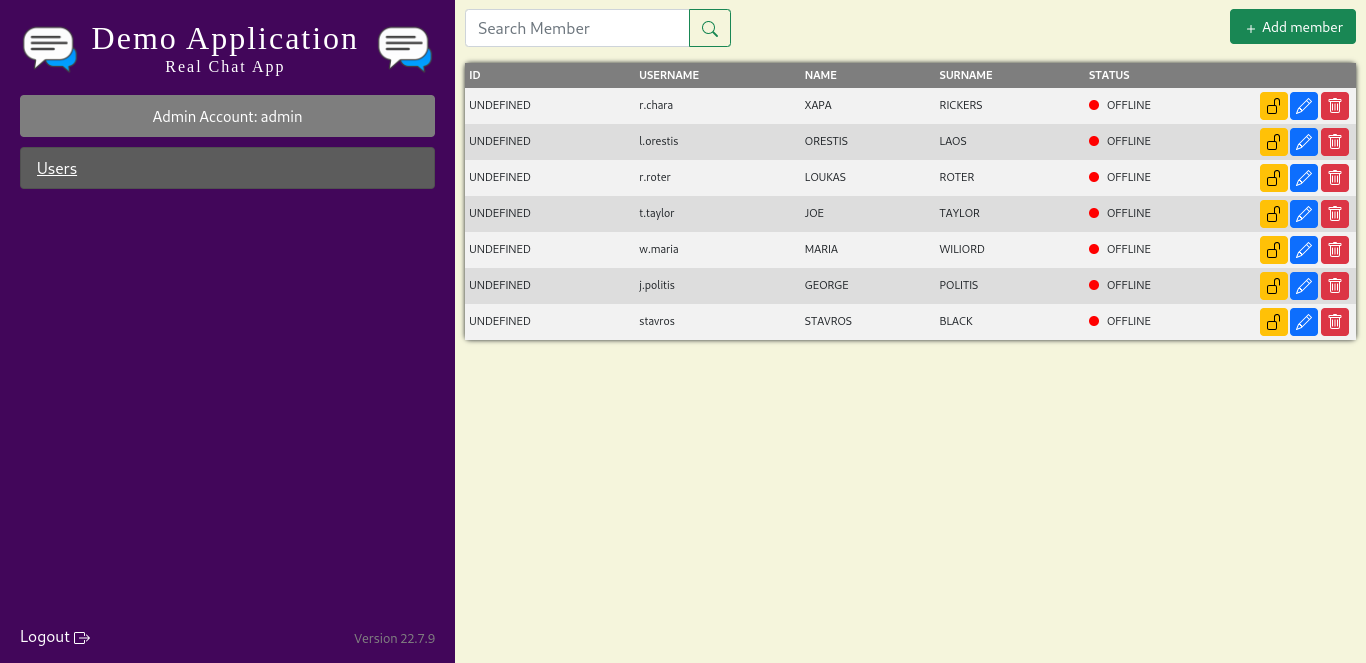 Demo Application
Real Chat App
Admin Account: admin
Users
Logout
Version 22.7.9
Search Member
+ Add member
ID USERNAME NAME SURNAME STATUS
UNDEFINED r.chara XAPA RICKERS OFFLINE
UNDEFINED l.orestis ORESTIS LAOS OFFLINE
UNDEFINED r.roter LOUKAS ROTER OFFLINE
UNDEFINED t.taylor JOE TAYLOR OFFLINE
UNDEFINED w.maria MARIA WILIORD OFFLINE
UNDEFINED j.politis GEORGE POLITIS OFFLINE
UNDEFINED stavros STAVROS BLACK OFFLINE